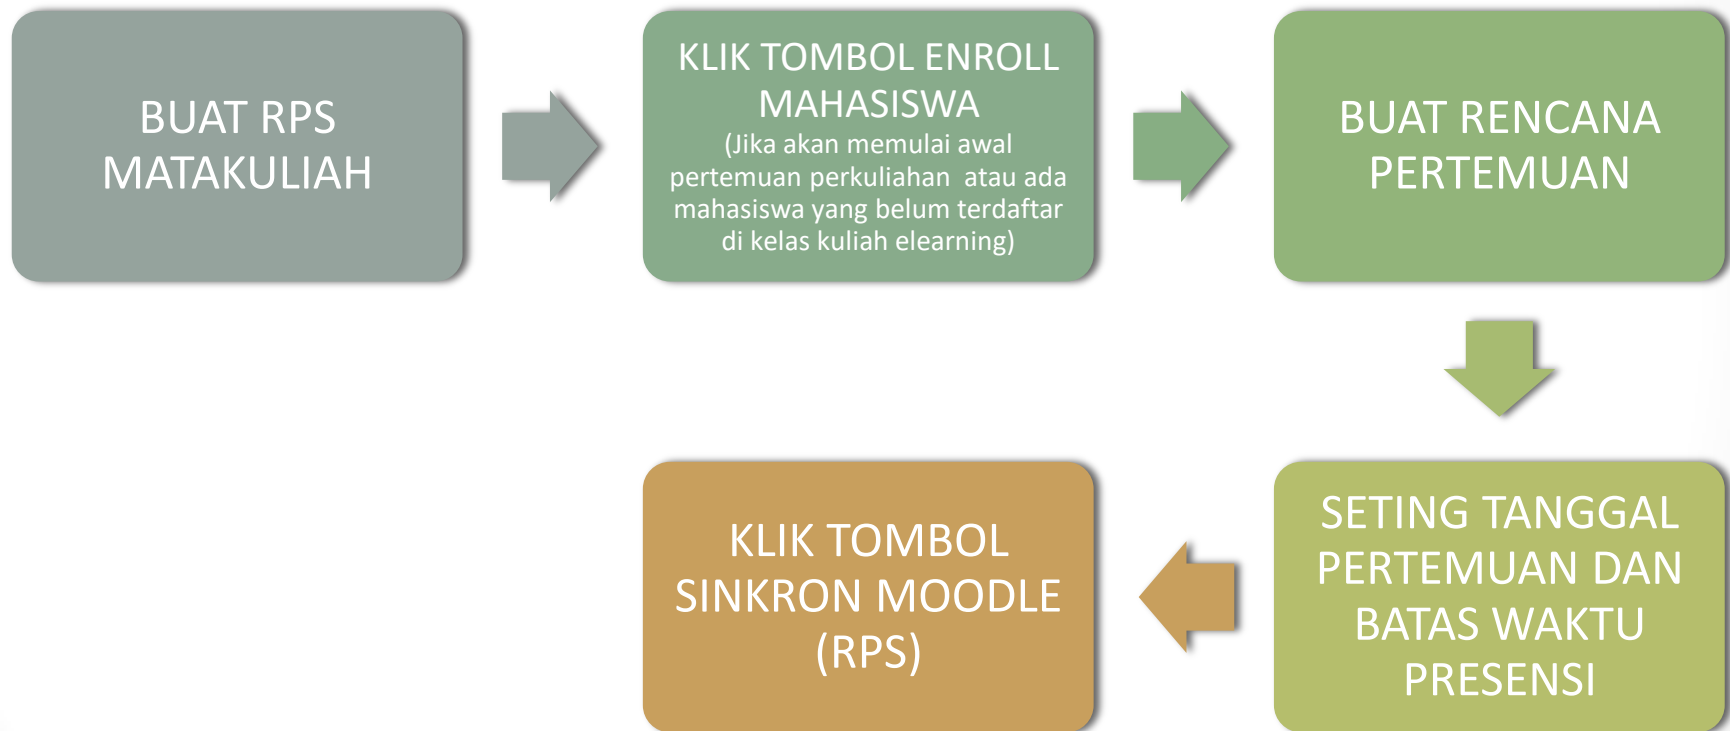 BUAT RPS
MATAKULIAH
KLIK TOMBOL ENROLL
MAHASISWA
(Jika akan memulai awal
pertemuan perkuliahan atau ada
mahasiswa yang belum terdaftar
di kelas kuliah elearning)
BUAT RENCANA
PERTEMUAN
SETING TANGGAL
PERTEMUAN DAN
BATAS WAKTU
PRESENSI
KLIK TOMBOL
SINKRON MOODLE
(RPS)